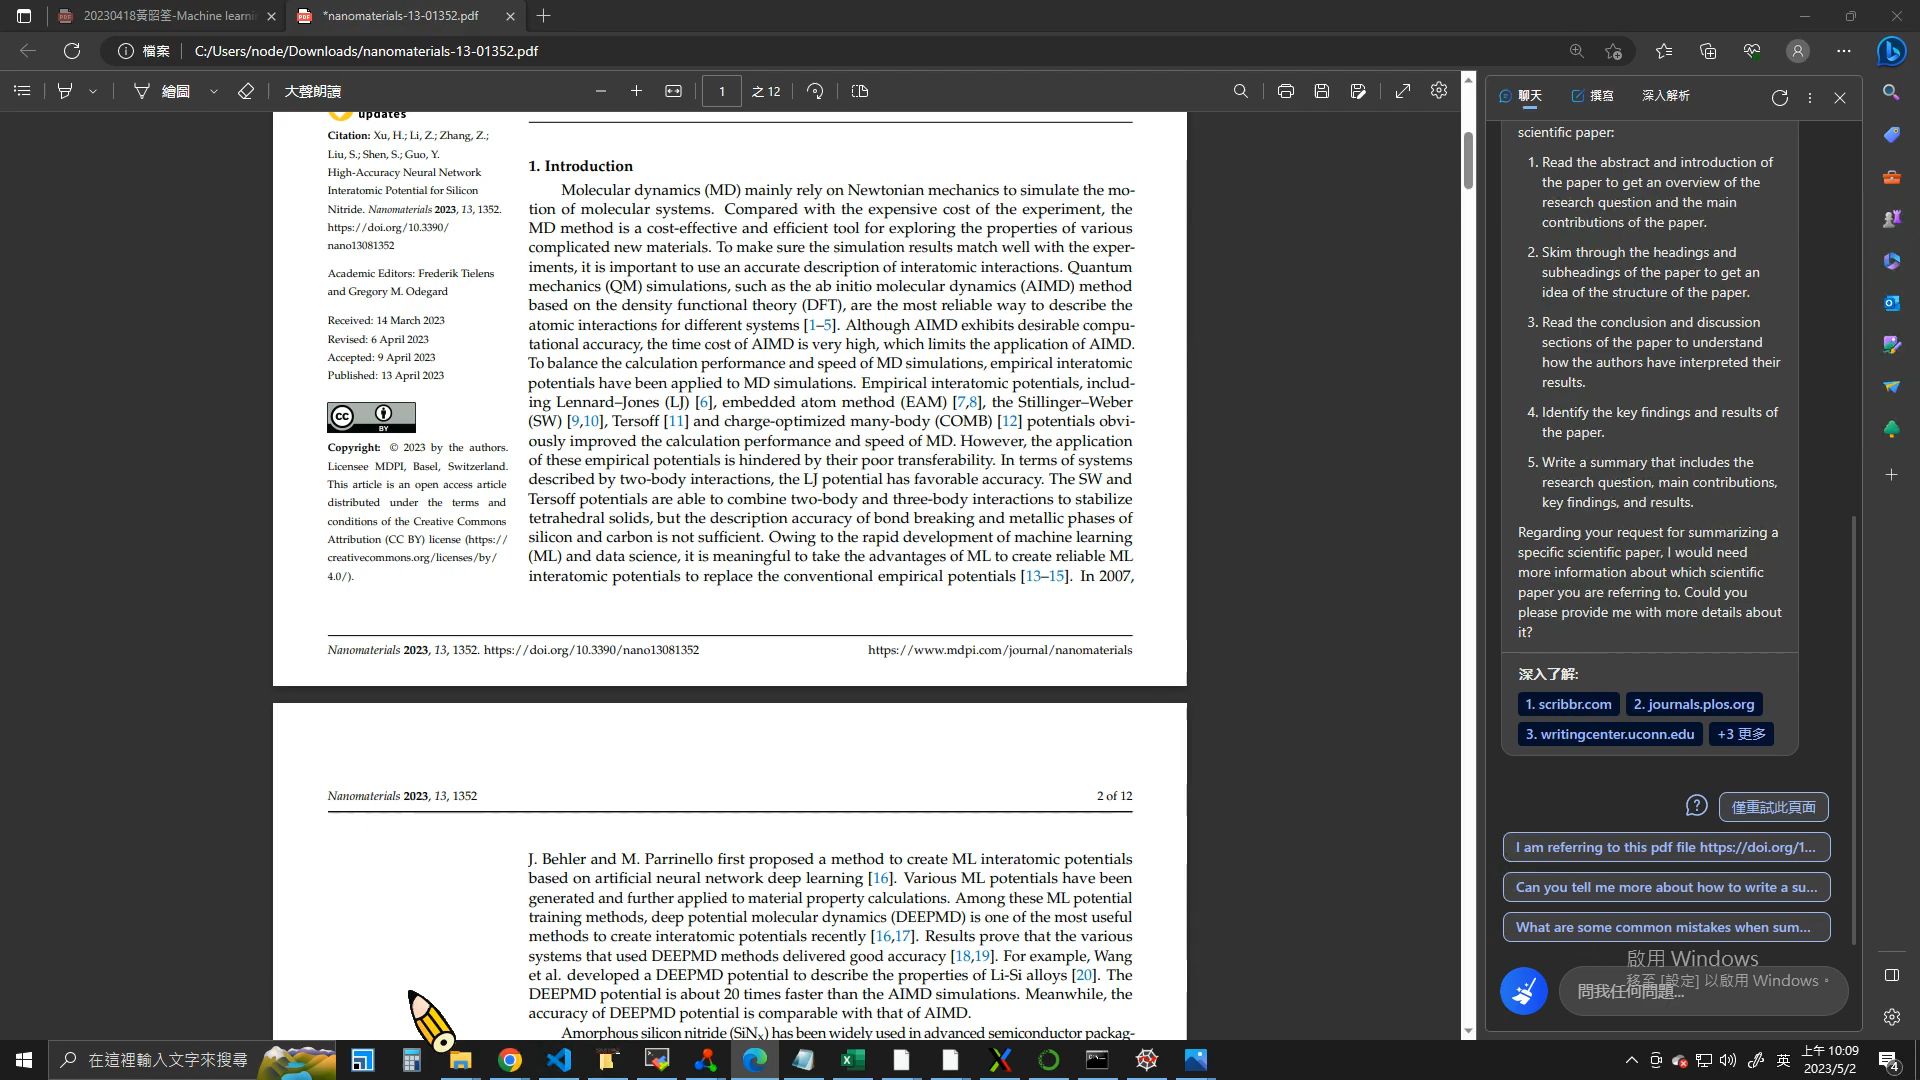 20230418黃昭荃-Machine learni
*nanomaterials-13-01352.pdf
檔案
C:/Users/node/Downloads/nanomaterials-13-01352.pdf
繪圖
大聲朗讀
1
之 12
updates
Citation: Xu, H.; Li, Z.; Zhang, Z.;
Liu, S.; Shen, S.; Guo, Y.
High-Accuracy Neural Network
Interatomic Potential for Silicon
Nitride. Nanomaterials 2023, 13, 1352.
https://doi.org/10.3390/
nano13081352
Academic Editors: Frederik Tielens
and Gregory M. Odegard
Received: 14 March 2023
Revised: 6 April 2023
Accepted: 9 April 2023
Published: 13 April 2023
cc
BY
Copyright: © 2023 by the authors.
Licensee MDPI, Basel, Switzerland.
This article is an open access article
distributed under the terms and
conditions of the Creative Commons
Attribution (CC BY) license (https://
creativecommons.org/licenses/by/
4.0/).
1. Introduction
Molecular dynamics (MD) mainly rely on Newtonian mechanics to simulate the mo-
tion of molecular systems. Compared with the expensive cost of the experiment, the
MD method is a cost-effective and efficient tool for exploring the properties of various
complicated new materials. To make sure the simulation results match well with the exper-
iments, it is important to use an accurate description of interatomic interactions. Quantum
mechanics (QM) simulations, such as the ab initio molecular dynamics (AIMD) method
based on the density functional theory (DFT), are the most reliable way to describe the
atomic interactions for different systems [1–5]. Although AIMD exhibits desirable compu-
tational accuracy, the time cost of AIMD is very high, which limits the application of AIMD.
To balance the calculation performance and speed of MD simulations, empirical interatomic
potentials have been applied to MD simulations. Empirical interatomic potentials, includ-
ing Lennard–Jones (LJ) [6], embedded atom method (EAM) [7,8], the Stillinger–Weber
(SW) [9,10], Tersoff [11] and charge-optimized many-body (COMB) [12] potentials obvi-
ously improved the calculation performance and speed of MD. However, the application
of these empirical potentials is hindered by their poor transferability. In terms of systems
described by two-body interactions, the LJ potential has favorable accuracy. The SW and
Tersoff potentials are able to combine two-body and three-body interactions to stabilize
tetrahedral solids, but the description accuracy of bond breaking and metallic phases of
silicon and carbon is not sufficient. Owing to the rapid development of machine learning
(ML) and data science, it is meaningful to take the advantages of ML to create reliable ML
interatomic potentials to replace the conventional empirical potentials [13–15]. In 2007,
Nanomaterials 2023, 13, 1352. https://doi.org/10.3390/nano13081352
https://www.mdpi.com/journal/nanomaterials
Nanomaterials 2023, 13, 1352
2 of 12
J. Behler and M. Parrinello first proposed a method to create ML interatomic potentials
based on artificial neural network deep learning [16]. Various ML potentials have been
generated and further applied to material property calculations. Among these ML potential
training methods, deep potential molecular dynamics (DEEPMD) is one of the most useful
methods to create interatomic potentials recently [16,17]. Results prove that the various
systems that used DEEPMD methods delivered good accuracy [18,19]. For example, Wang
et al. developed a DEEPMD potential to describe the properties of Li-Si alloys [20]. The
DEEPMD potential is about 20 times faster than the AIMD simulations. Meanwhile, the
accuracy of DEEPMD potential is comparable with that of AIMD.
Amorphous silicon nitride (SiNx) has been widely used in advanced semiconductor packag-
聊天
撰寫
深入解析
scientific paper:
1. Read the abstract and introduction of
the paper to get an overview of the
research question and the main
contributions of the paper.
2. Skim through the headings and
subheadings of the paper to get an
idea of the structure of the paper.
3. Read the conclusion and discussion
sections of the paper to understand
how the authors have interpreted their
results.
4. Identify the key findings and results of
the paper.
5. Write a summary that includes the
research question, main contributions,
key findings, and results.
Regarding your request for summarizing a
specific scientific paper, I would need
more information about which scientific
paper you are referring to. Could you
please provide me with more details about
it?
深入了解:
1. scribbr.com
2. journals.plos.org
3. writingcenter.uconn.edu
+3 更多
僅重試此頁面
I am referring to this pdf file https://doi.org/1...
Can you tell me more about how to write a su...
What are some common mistakes when sum...
啟用 Windows
移至 [設定] 以啟用 Windows。
問我任何問題...
在這裡輸入文字來搜尋
英
上午 10:09
2023/5/2
4